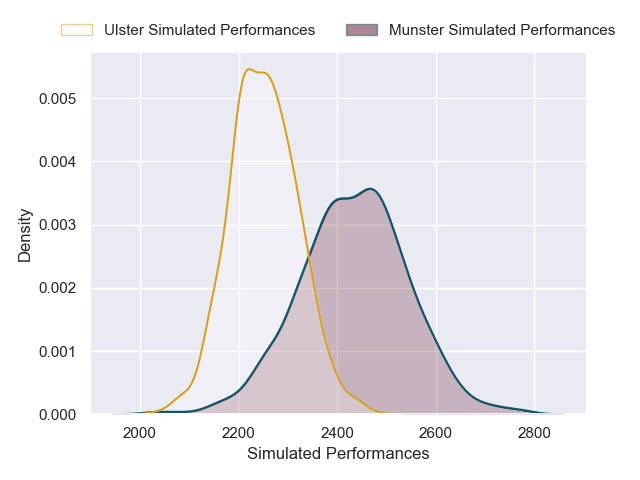 Ulster Simulated Performances
Munster Simulated Performances
Density
0.005
0.004
0.003
0.002
0.001
0.000
2000
2200
2400
2600
2800
Simulated Performances